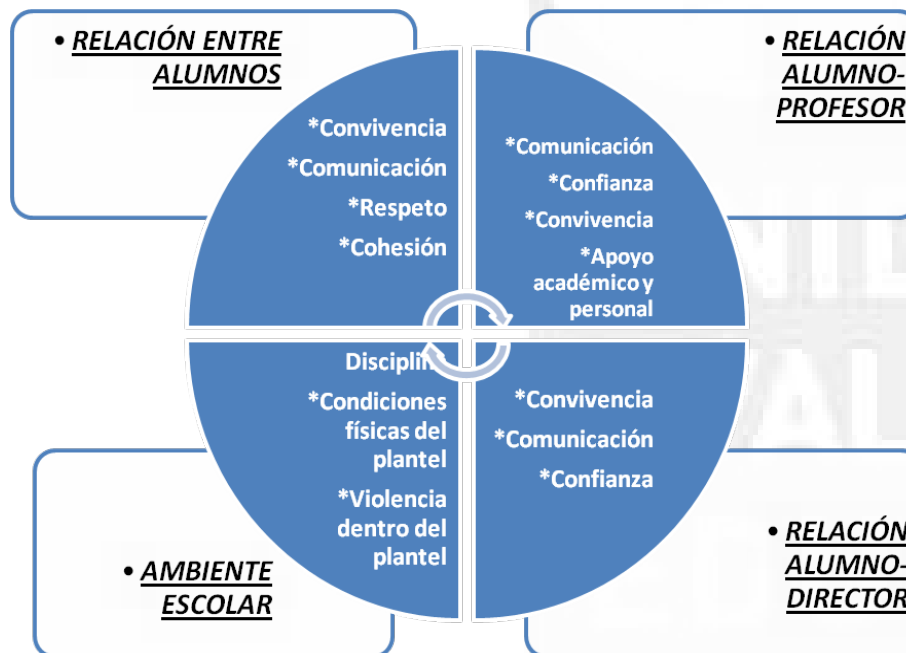 • RELACIÓN ENTRE
ALUMNOS
*Convivencia
*Comunicación
*Respeto
*Cohesión
• RELACIÓN
ALUMNO-
PROFESOR
*Comunicación
*Confianza
*Convivencia
*Apoyo
académico y
personal
Disciplin
*Condiciones
físicas del
plantel
*Violencia
dentro del
plantel
• AMBIENTE
ESCOLAR
*Convivencia
*Comunicación
*Confianza
• RELACIÓN
ALUMNO-
DIRECTOR